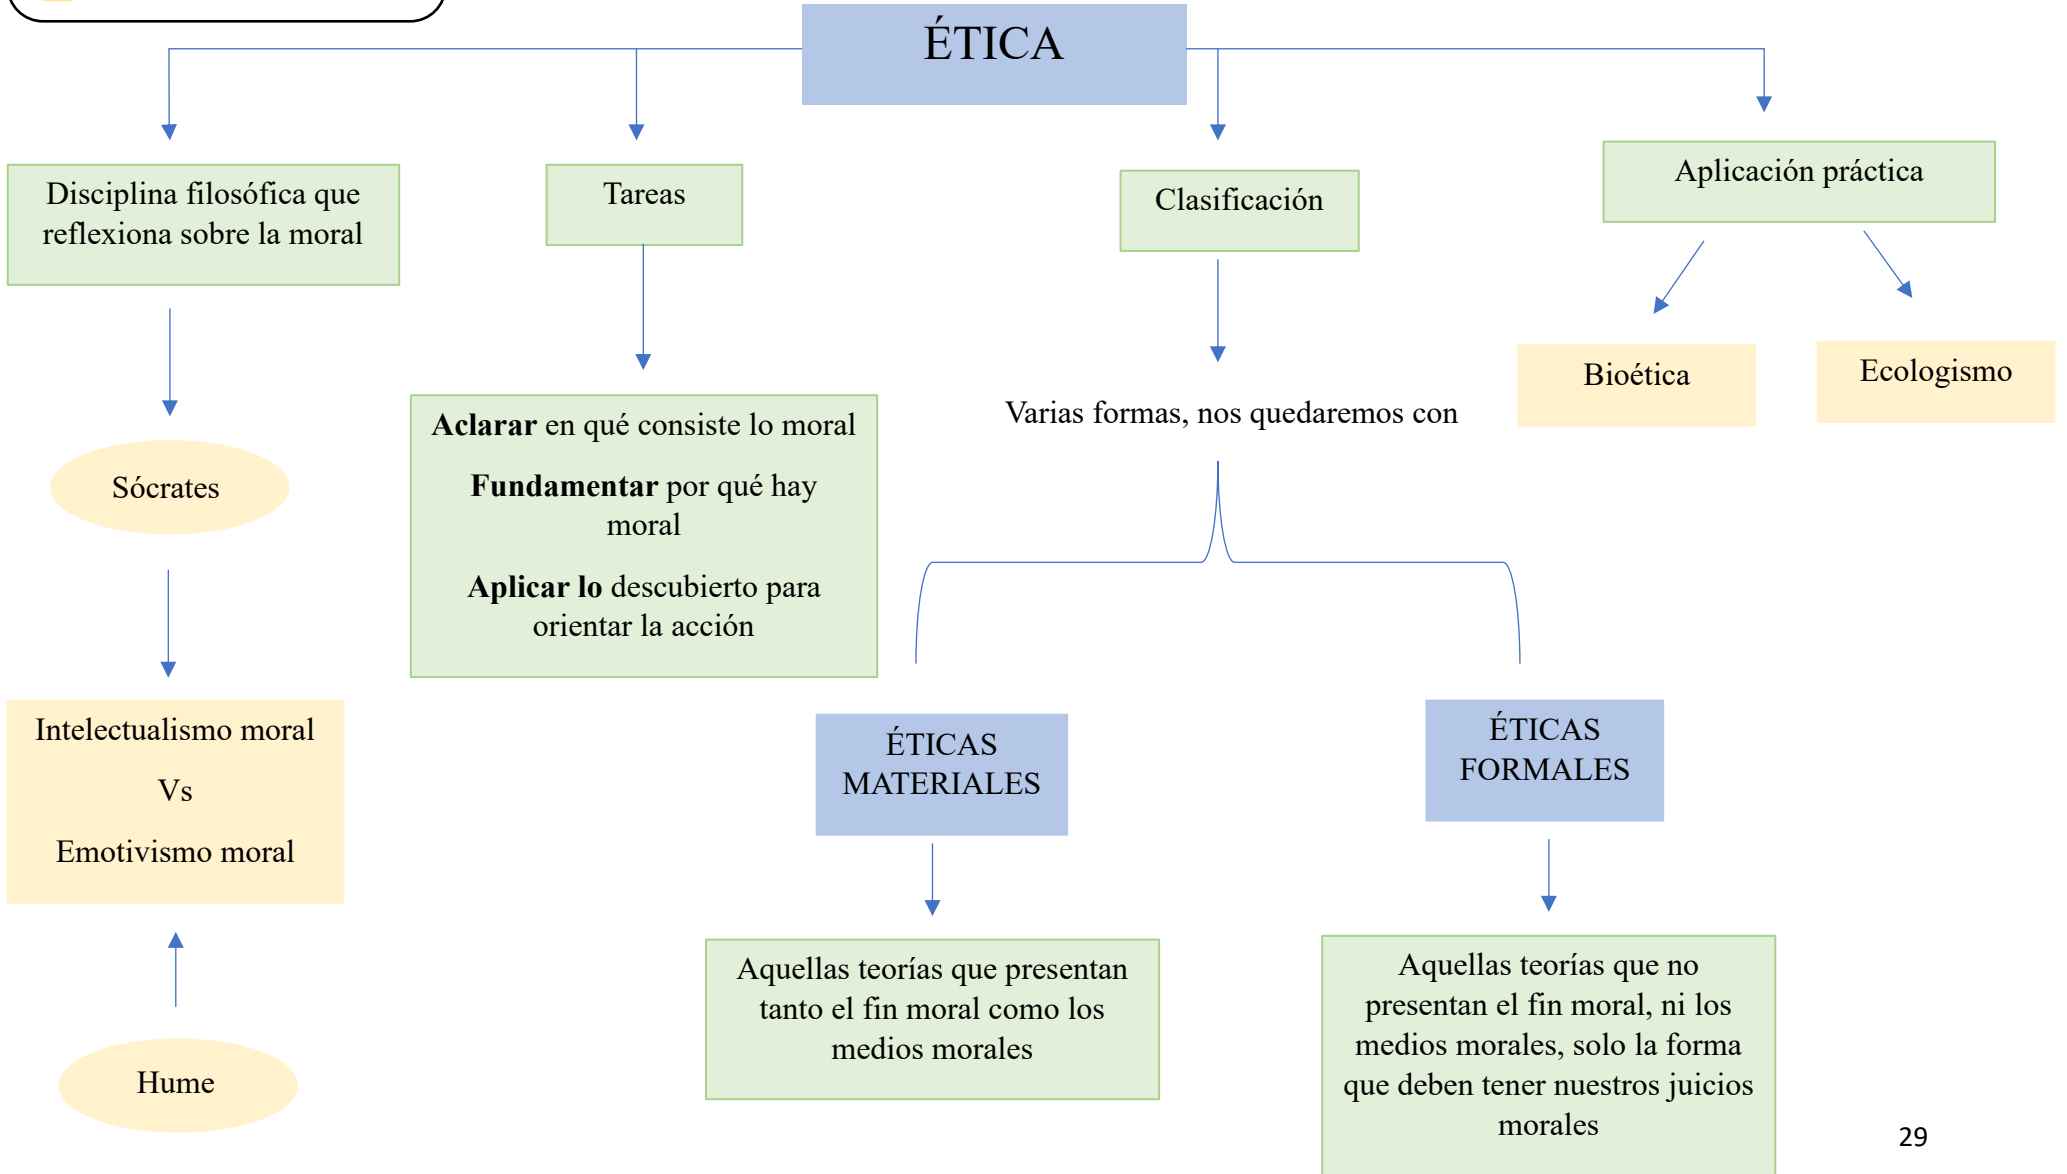 ÉTICA
Disciplina filosófica que
reflexiona sobre la moral
Sócrates
Intelectualismo moral
Vs
Emotivismo moral
Hume
Tareas
Aclarar en qué consiste lo moral
Fundamentar por qué hay
moral
Aplicar lo descubierto para
orientar la acción
Clasificación
Varias formas, nos quedaremos con
ÉTICAS
MATERIALES
Aquellas teorías que presentan
tanto el fin moral como los
medios morales
ÉTICAS
FORMALES
Aquellas teorías que no
presentan el fin moral, ni los
medios morales, solo la forma
que deben tener nuestros juicios
morales
Aplicación práctica
Bioética
Ecologismo
29